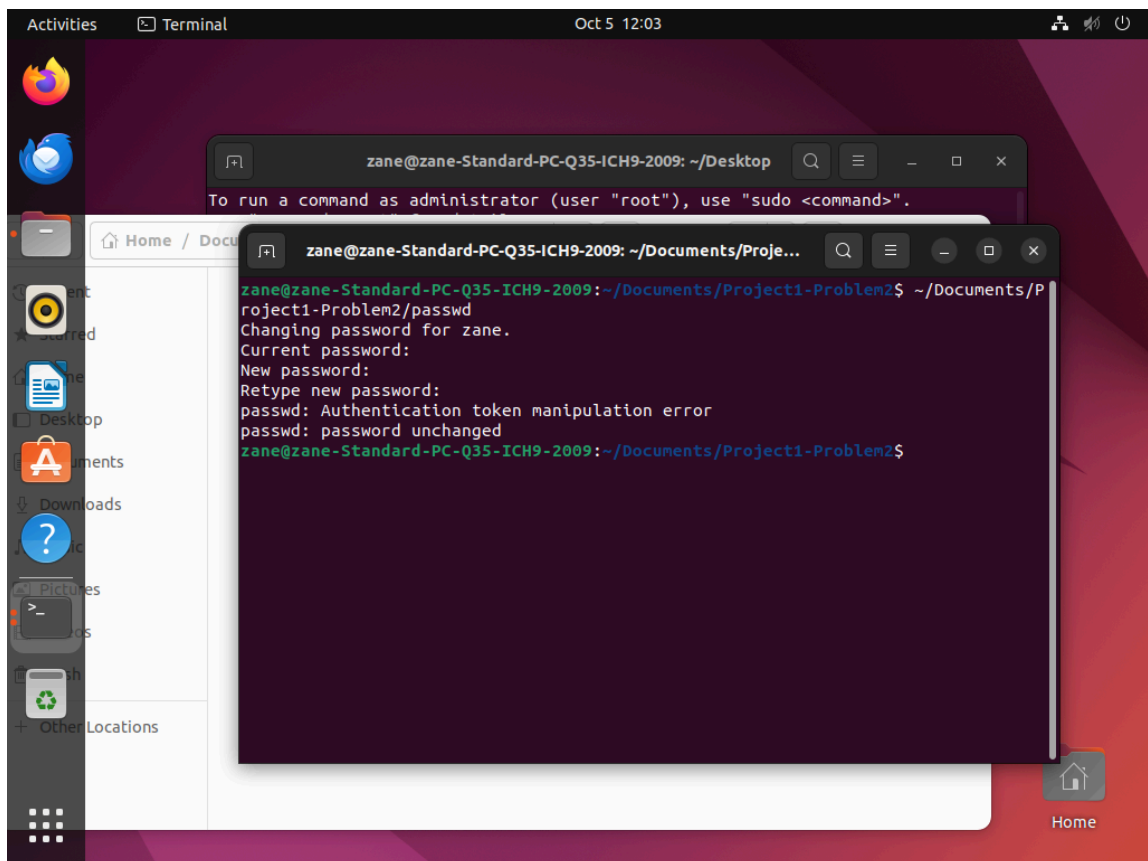 Activities Terminal Oct 5 12:03
zane@zane-Standard-PC-Q35-ICH9-2009: ~/Desktop
To run a command as administrator (user "root"), use "sudo <command>".
Home / Docu
zane@zane-Standard-PC-Q35-ICH9-2009: ~/Documents/Proje...
zane@zane-Standard-PC-Q35-ICH9-2009:~/Documents/Project1-Problem2$ ~/Documents/P
roject1-Problem2/passwd
Changing password for zane.
Current password:
New password:
Retype new password:
passwd: Authentication token manipulation error
passwd: password unchanged
zane@zane-Standard-PC-Q35-ICH9-2009:~/Documents/Project1-Problem2$
Desktop
Downloads
Pictures
Other Locations
Home